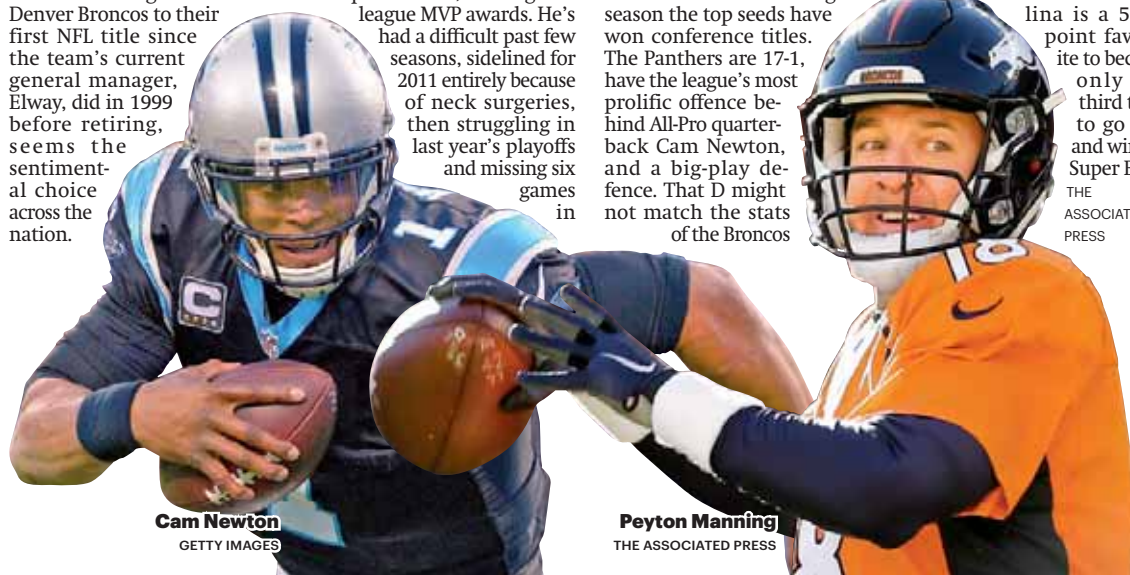 Denver Broncos to their
first NFL title since
the team's current
general manager,
Elway, did in 1999
before retiring,
seems the
sentiment-
al choice
across the
nation.
league MVP awards. He's
had a difficult past few
seasons, sidelined for
2011 entirely because
of neck surgeries,
then struggling in
last year's playoffs
and missing six
games
in
season the top seeds have
won conference titles.
The Panthers are 17-1,
have the league's most
prolific offence be-
hind All-Pro quarter-
back Cam Newton,
and a big-play de-
fence. That D might
not match the stats
of the Broncos
lina is a 5
point fav
ite to bec
only
third t
to go
and wi
Super B
THE
ASSOCIAT
PRESS
BRONCOS
1
C
18
Cam Newton
GETTY IMAGES
Peyton Manning
THE ASSOCIATED PRESS